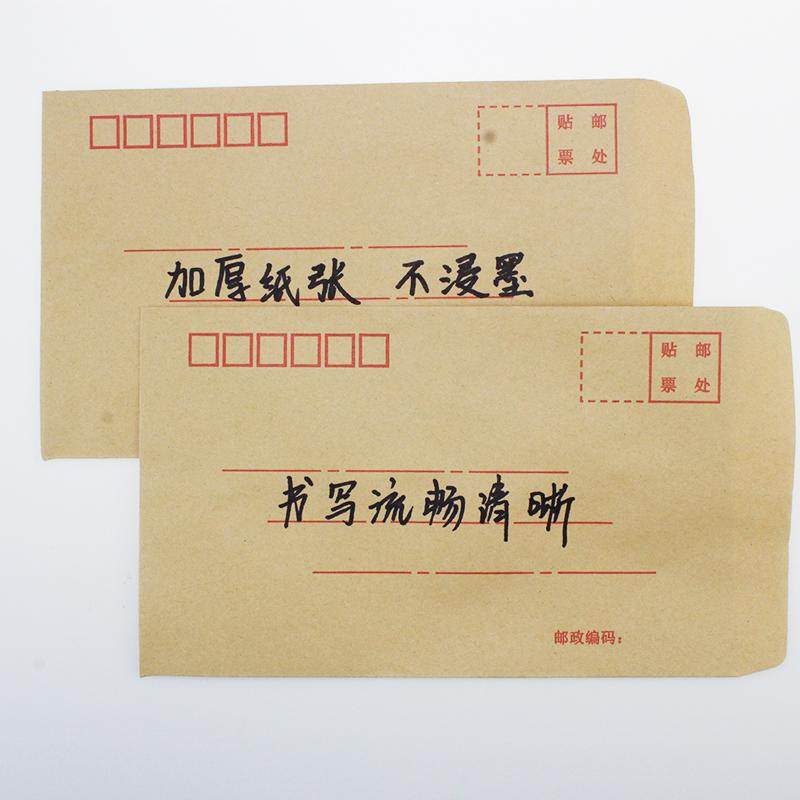 贴 邮
票 处
加厚纸张 不浸墨
贴 邮
票 处
书写流畅清晰
邮政编码：